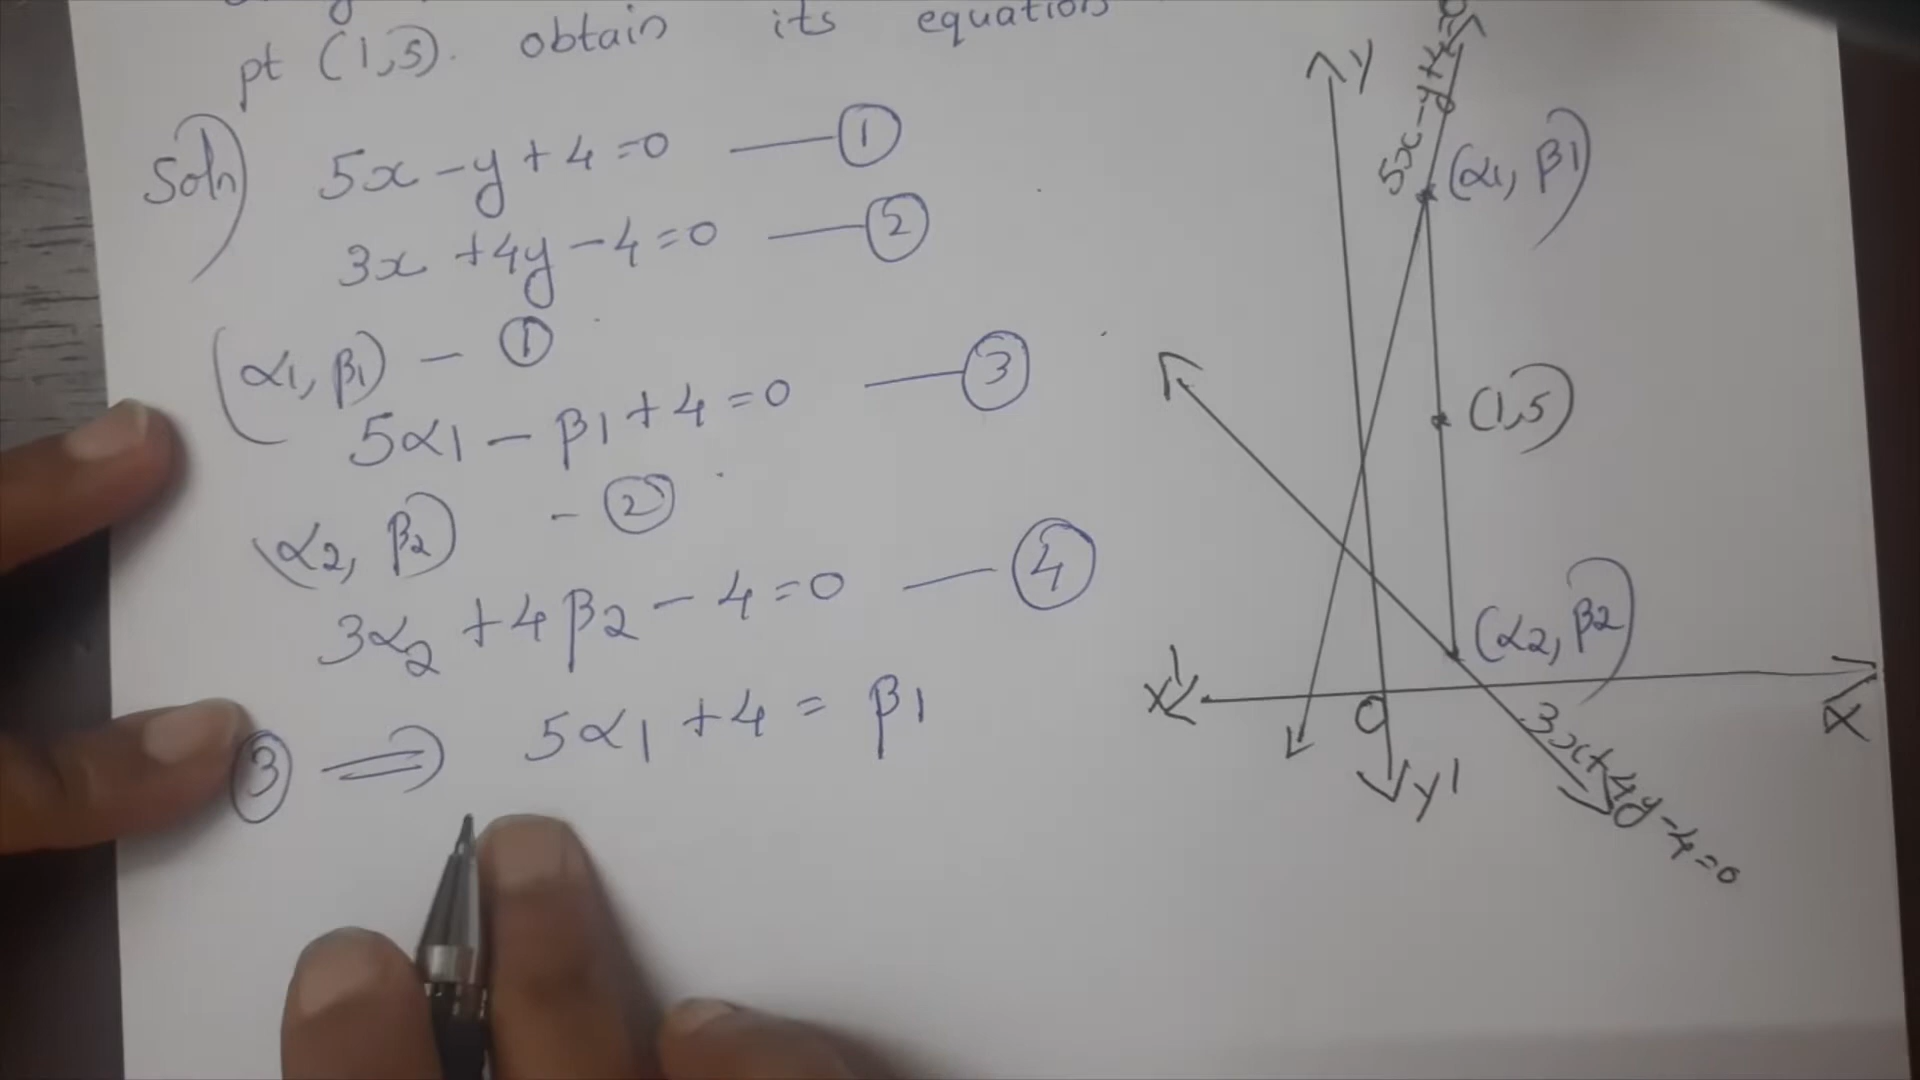 pt (1,5). obtain its equation
Soln) 5x - y + 4 = 0 — ①
3x + 4y - 4 = 0 — ②
(α1, β1) - ①
5α1 - β1 + 4 = 0 — ③
(α2, β2) - ②
3α2 + 4β2 - 4 = 0 — ④
③ ⇒ 5α1 + 4 = β1
Y
(α1, β1)
(1,5)
(α2, β2)
X'
O
X
Y'
3x+4y-4=0